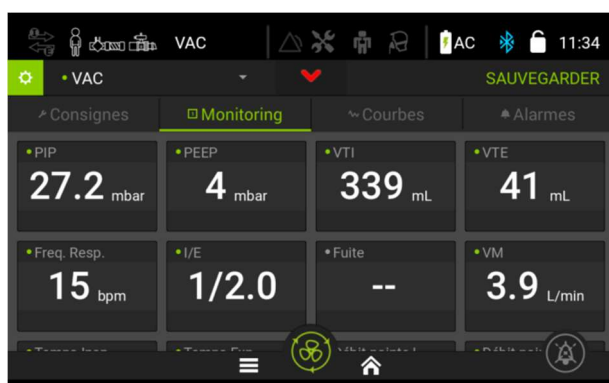 VAC AC 11:34
VAC SAUVEGARDER
Consignes Monitoring Courbes Alarmes
PIP PEEP VTI VTE
27.2 mbar 4 mbar 339 mL 41 mL
Freq. Resp. I/E Fuite VM
15 bpm 1/2.0 -- 3.9 L/min